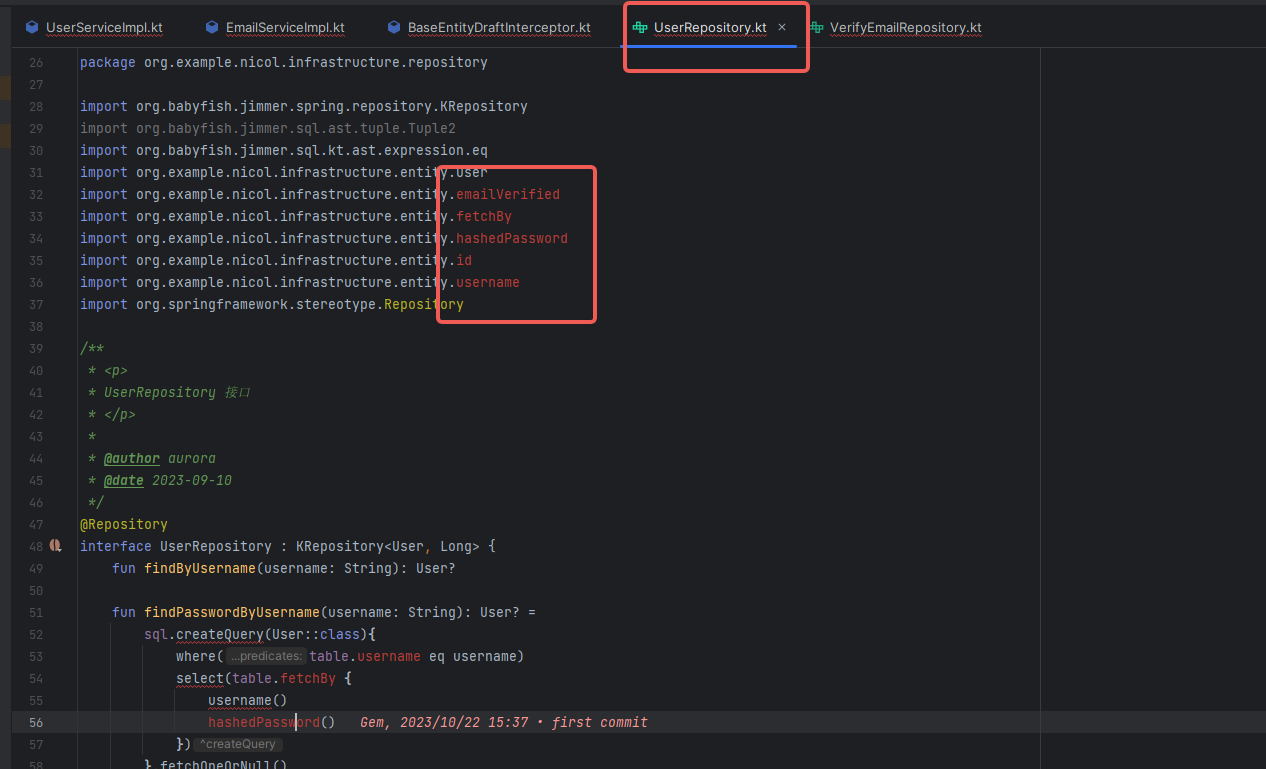 UserServiceImpl.kt EmailServiceImpl.kt BaseEntityDraftInterceptor.kt UserRepository.kt × VerifyEmailRepository.kt
26 package org.example.nicol.infrastructure.repository
27
28 import org.babyfish.jimmer.spring.repository.KRepository
29 import org.babyfish.jimmer.sql.ast.tuple.Tuple2
30 import org.babyfish.jimmer.sql.kt.ast.expression.eq
31 import org.example.nicol.infrastructure.entity.User
32 import org.example.nicol.infrastructure.entity.emailVerified
33 import org.example.nicol.infrastructure.entity.fetchBy
34 import org.example.nicol.infrastructure.entity.hashedPassword
35 import org.example.nicol.infrastructure.entity.id
36 import org.example.nicol.infrastructure.entity.username
37 import org.springframework.stereotype.Repository
38
39 /**
40 * <p>
41 * UserRepository 接口
42 * </p>
43 *
44 * @author aurora
45 * @date 2023-09-10
46 */
47 @Repository
48 interface UserRepository : KRepository<User, Long> {
49 fun findByUsername(username: String): User?
50
51 fun findPasswordByUsername(username: String): User? =
52 sql.createQuery(User::class){
53 where( ...predicates: table.username eq username)
54 select(table.fetchBy {
55 username()
56 hashedPassword() Gem, 2023/10/22 15:37 • first commit
57 }) ^createQuery
58 }.fetchOneOrNull()